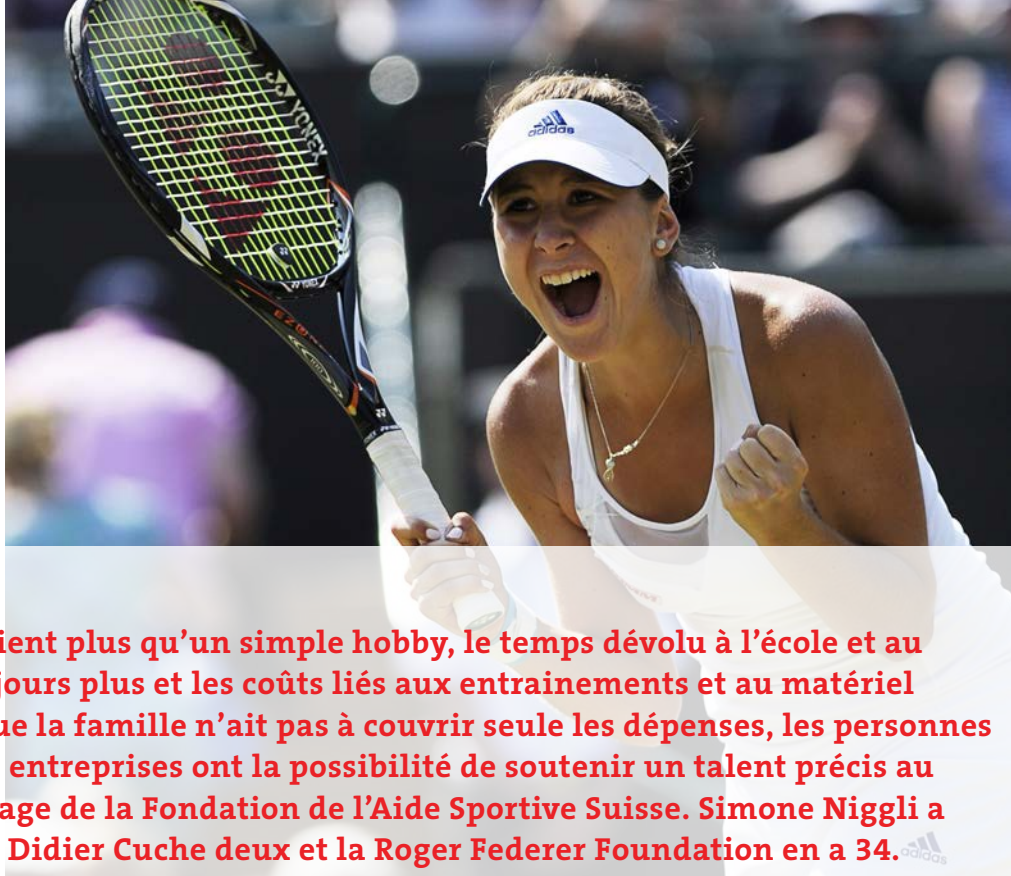 adidas
YONEX
EZ
ient plus qu’un simple hobby, le temps dévolu à l’école et au
jours plus et les coûts liés aux entrainements et au matériel
ue la famille n’ait pas à couvrir seule les dépenses, les personnes
entreprises ont la possibilité de soutenir un talent précis au
age de la Fondation de l’Aide Sportive Suisse. Simone Niggli a
Didier Cuche deux et la Roger Federer Foundation en a 34.
adidas